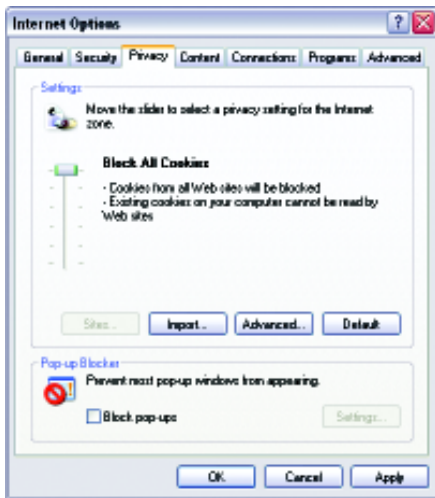 Internet Options
General Security Privacy Content Connections Programs Advanced
Settings
Move the slider to select a privacy setting for the Internet
zone.
Block All Cookies
- Cookies from all Web sites will be blocked
- Existing cookies on your computer cannot be read by
Web sites
Sites... Import... Advanced... Default
Pop-up Blocker
Prevent most pop-up windows from appearing.
Block pop-ups Settings...
OK Cancel Apply